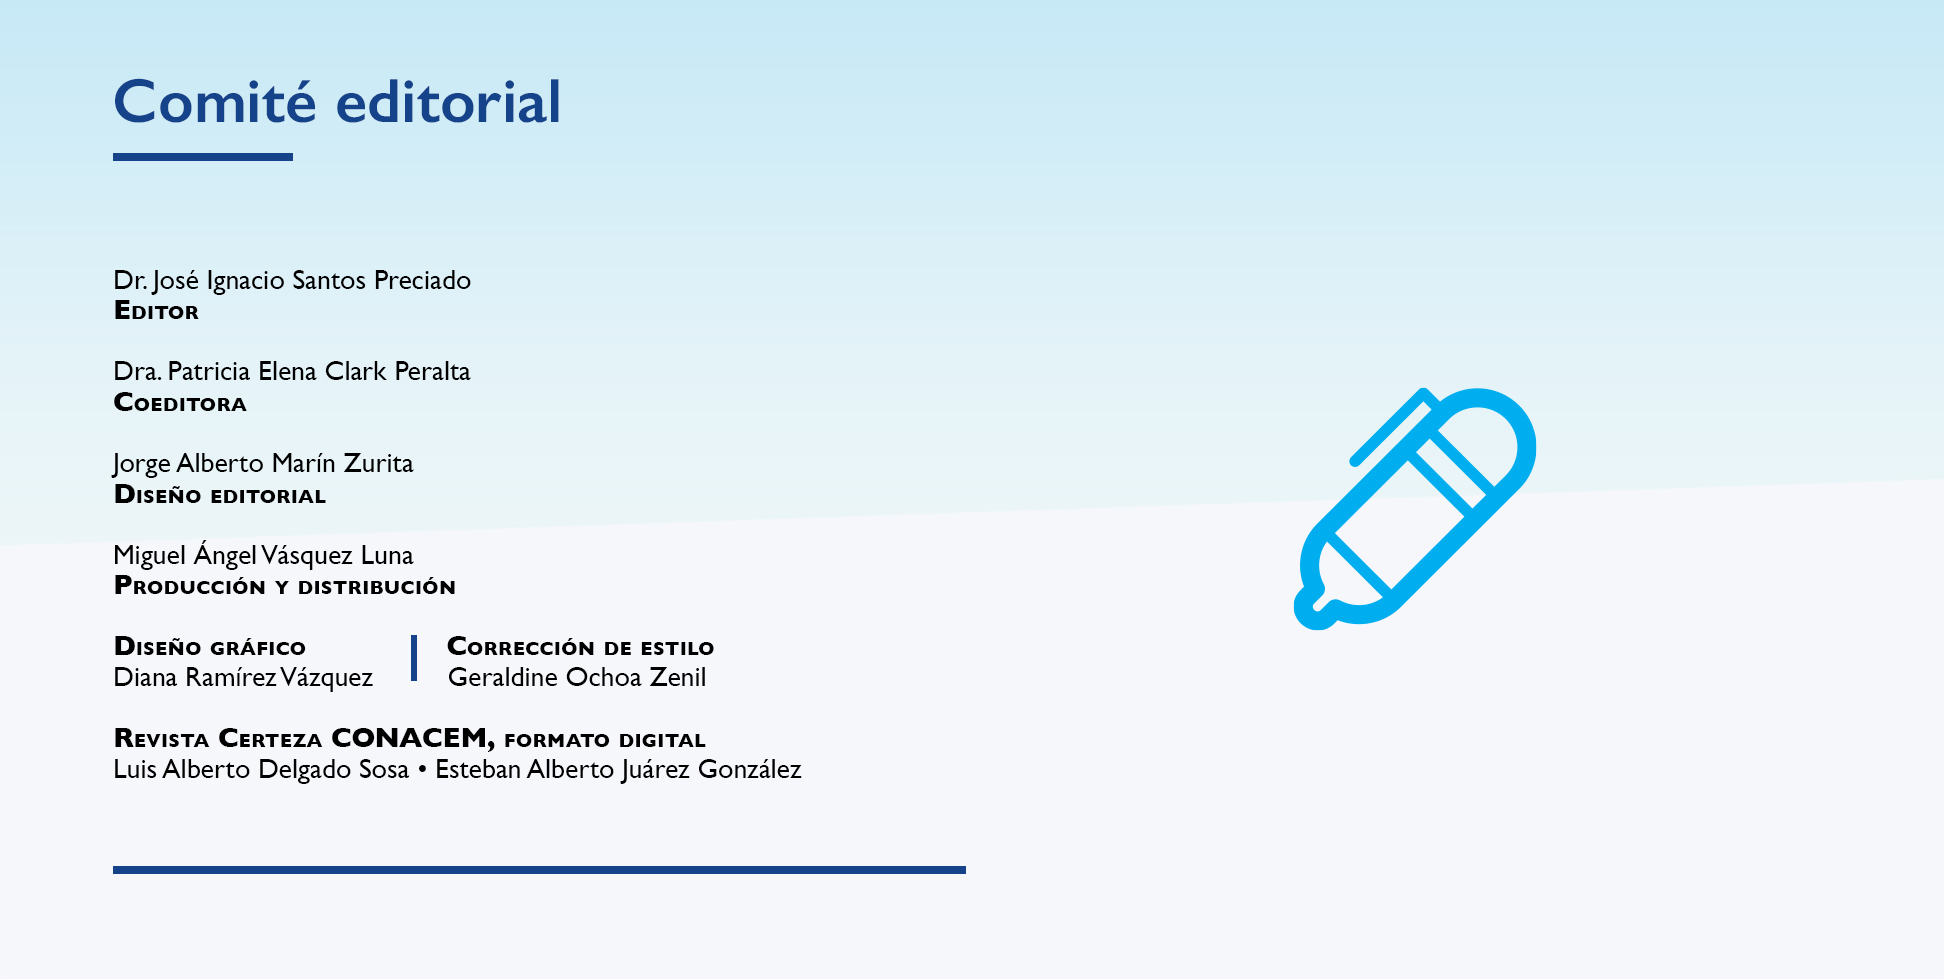 Comité editorial
Dr. José Ignacio Santos Preciado
Editor
Dra. Patricia Elena Clark Peralta
Coeditora
Jorge Alberto Marín Zurita
Diseño editorial
Miguel Ángel Vásquez Luna
Producción y distribución
Diseño gráfico
Diana Ramírez Vázquez
Corrección de estilo
Geraldine Ochoa Zenil
Revista Certeza CONACEM, formato digital
Luis Alberto Delgado Sosa • Esteban Alberto Juárez González